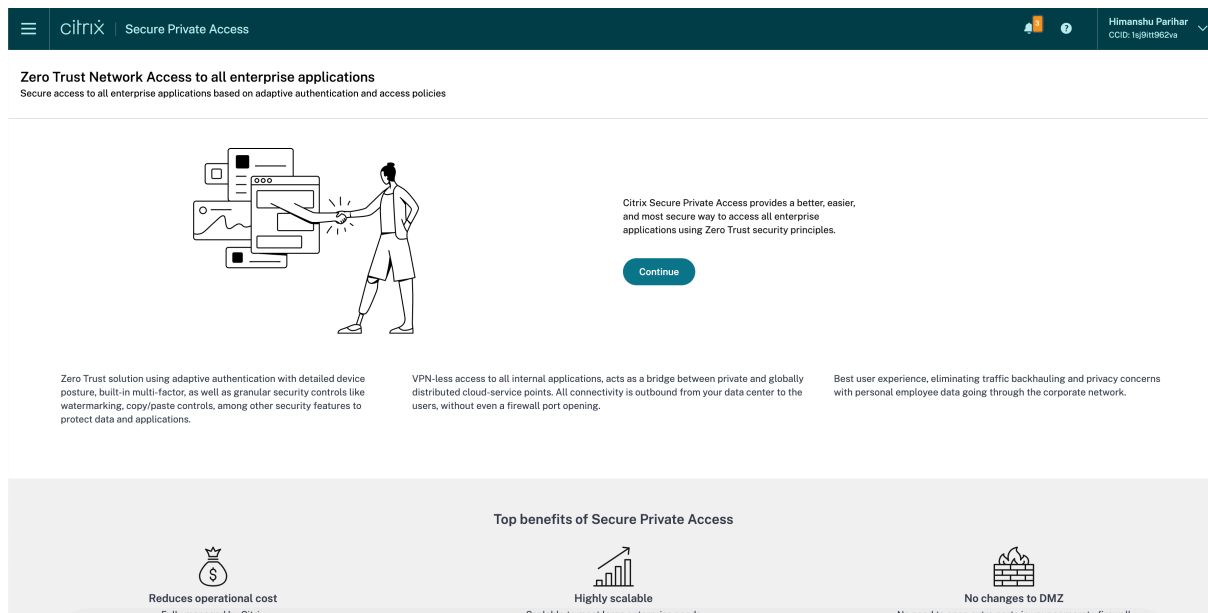 citrix | Secure Private Access
3
Himanshu Parihar
CCID: 1sj9itt962va
Zero Trust Network Access to all enterprise applications
Secure access to all enterprise applications based on adaptive authentication and access policies
Citrix Secure Private Access provides a better, easier,
and most secure way to access all enterprise
applications using Zero Trust security principles.
Continue
Zero Trust solution using adaptive authentication with detailed device
posture, built-in multi-factor, as well as granular security controls like
watermarking, copy/paste controls, among other security features to
protect data and applications.
VPN-less access to all internal applications, acts as a bridge between private and globally
distributed cloud-service points. All connectivity is outbound from your data center to the
users, without even a firewall port opening.
Best user experience, eliminating traffic backhauling and privacy concerns
with personal employee data going through the corporate network.
Top benefits of Secure Private Access
Reduces operational cost
Highly scalable
No changes to DMZ